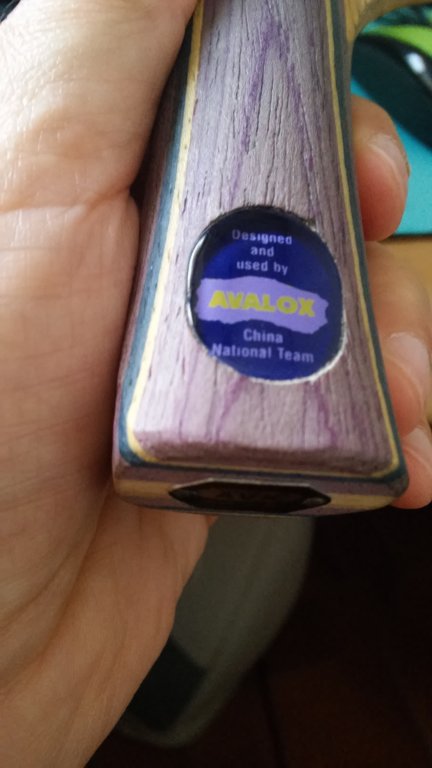 Designed
and
used by
AVALOX
China
National Team